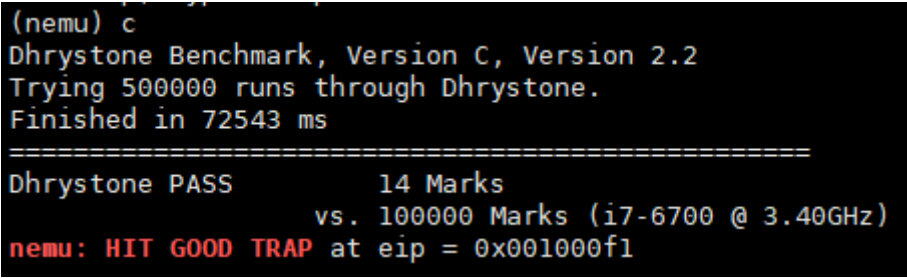 (nemu) c
Dhrystone Benchmark, Version C, Version 2.2
Trying 500000 runs through Dhrystone.
Finished in 72543 ms
==================================================
Dhrystone PASS         14 Marks
                   vs. 100000 Marks (i7-6700 @ 3.40GHz)
nemu: HIT GOOD TRAP at eip = 0x001000f1